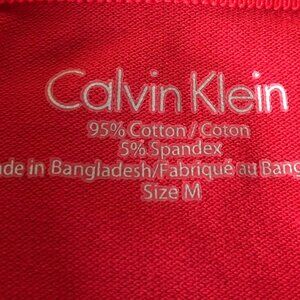 Calvin Klein
95% Cotton / Coton
5% Spandex
de in Bangladesh/Fabriqué au Bang
Size M